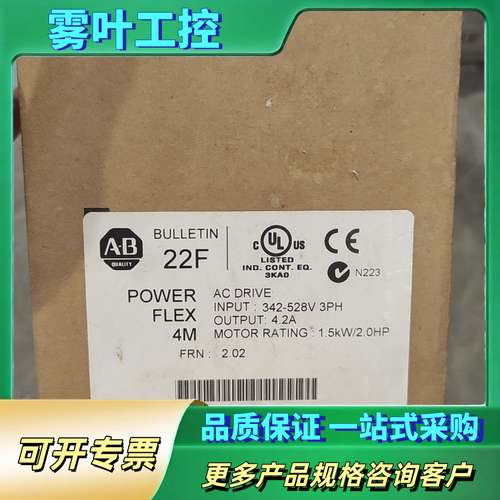 雾叶工控
A-B
QUALITY
BULLETIN
22F
C UL US
LISTED
IND. CONT. EQ.
3KA0
CE
N223
POWER
FLEX
4M
AC DRIVE
INPUT : 342-528V 3PH
OUTPUT: 4.2A
MOTOR RATING : 1.5kW/2.0HP
FRN : 2.02
可开专票
品质保证 一站式采购
更多产品规格咨询客户